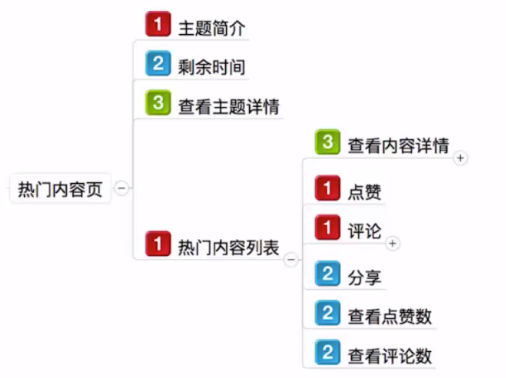 1 主题简介
2 剩余时间
3 查看主题详情
热门内容页
1 热门内容列表
3 查看内容详情
1 点赞
1 评论
2 分享
2 查看点赞数
2 查看评论数